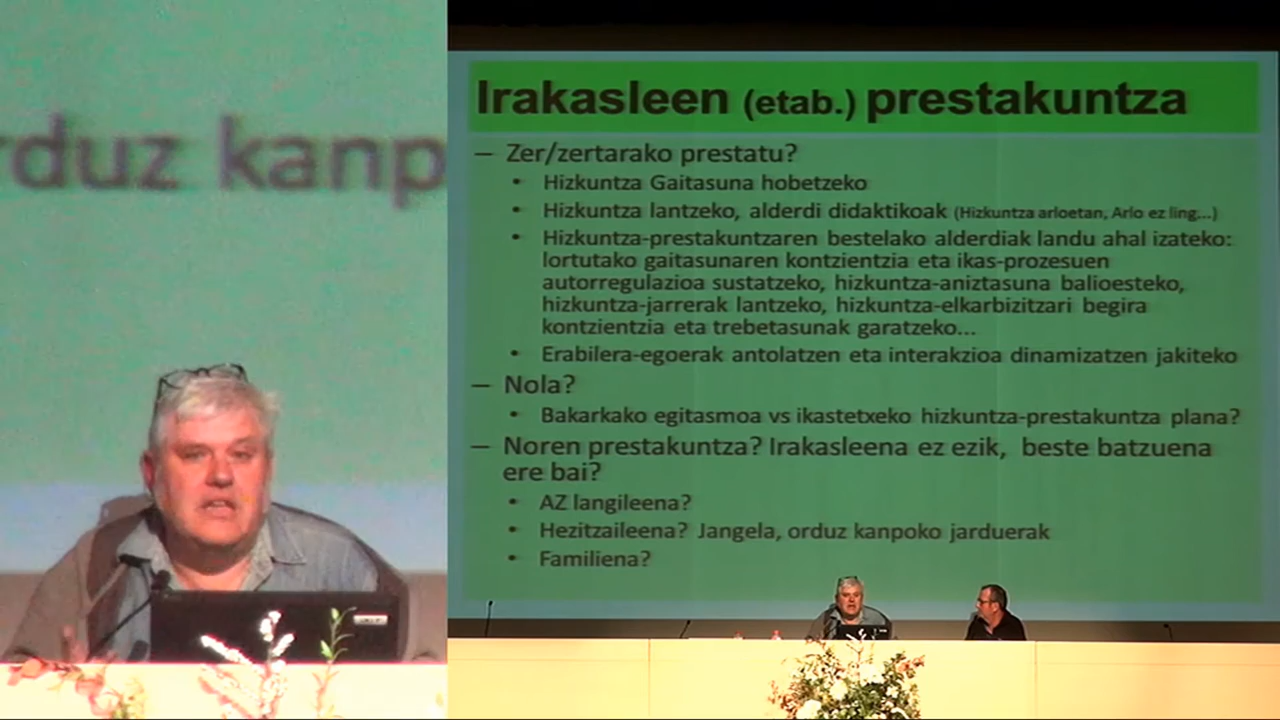 rduz kanp
Irakasleen (etab.) prestakuntza
– Zer/zertarako prestatu?
• Hizkuntza Gaitasuna hobetzeko
• Hizkuntza lantzeko, alderdi didaktikoak (Hizkuntza arloetan, Arlo ez ling...)
• Hizkuntza-prestakuntzaren bestelako alderdiak landu ahal izateko:
lortutako gaitasunaren kontzientzia eta ikas-prozesuen
autorregulazioa sustatzeko, hizkuntza-aniztasuna balioesteko,
hizkuntza-jarrerak lantzeko, hizkuntza-elkarbizitzari begira
kontzientzia eta trebetasunak garatzeko...
• Erabilera-egoerak antolatzen eta interakzioa dinamizatzen jakiteko
– Nola?
• Bakarkako egitasmoa vs ikastetxeko hizkuntza-prestakuntza plana?
– Noren prestakuntza? Irakasleena ez ezik, beste batzuena
ere bai?
• AZ langileena?
• Hezitzaileena? Jangela, orduz kanpoko jarduerak
• Familiena?